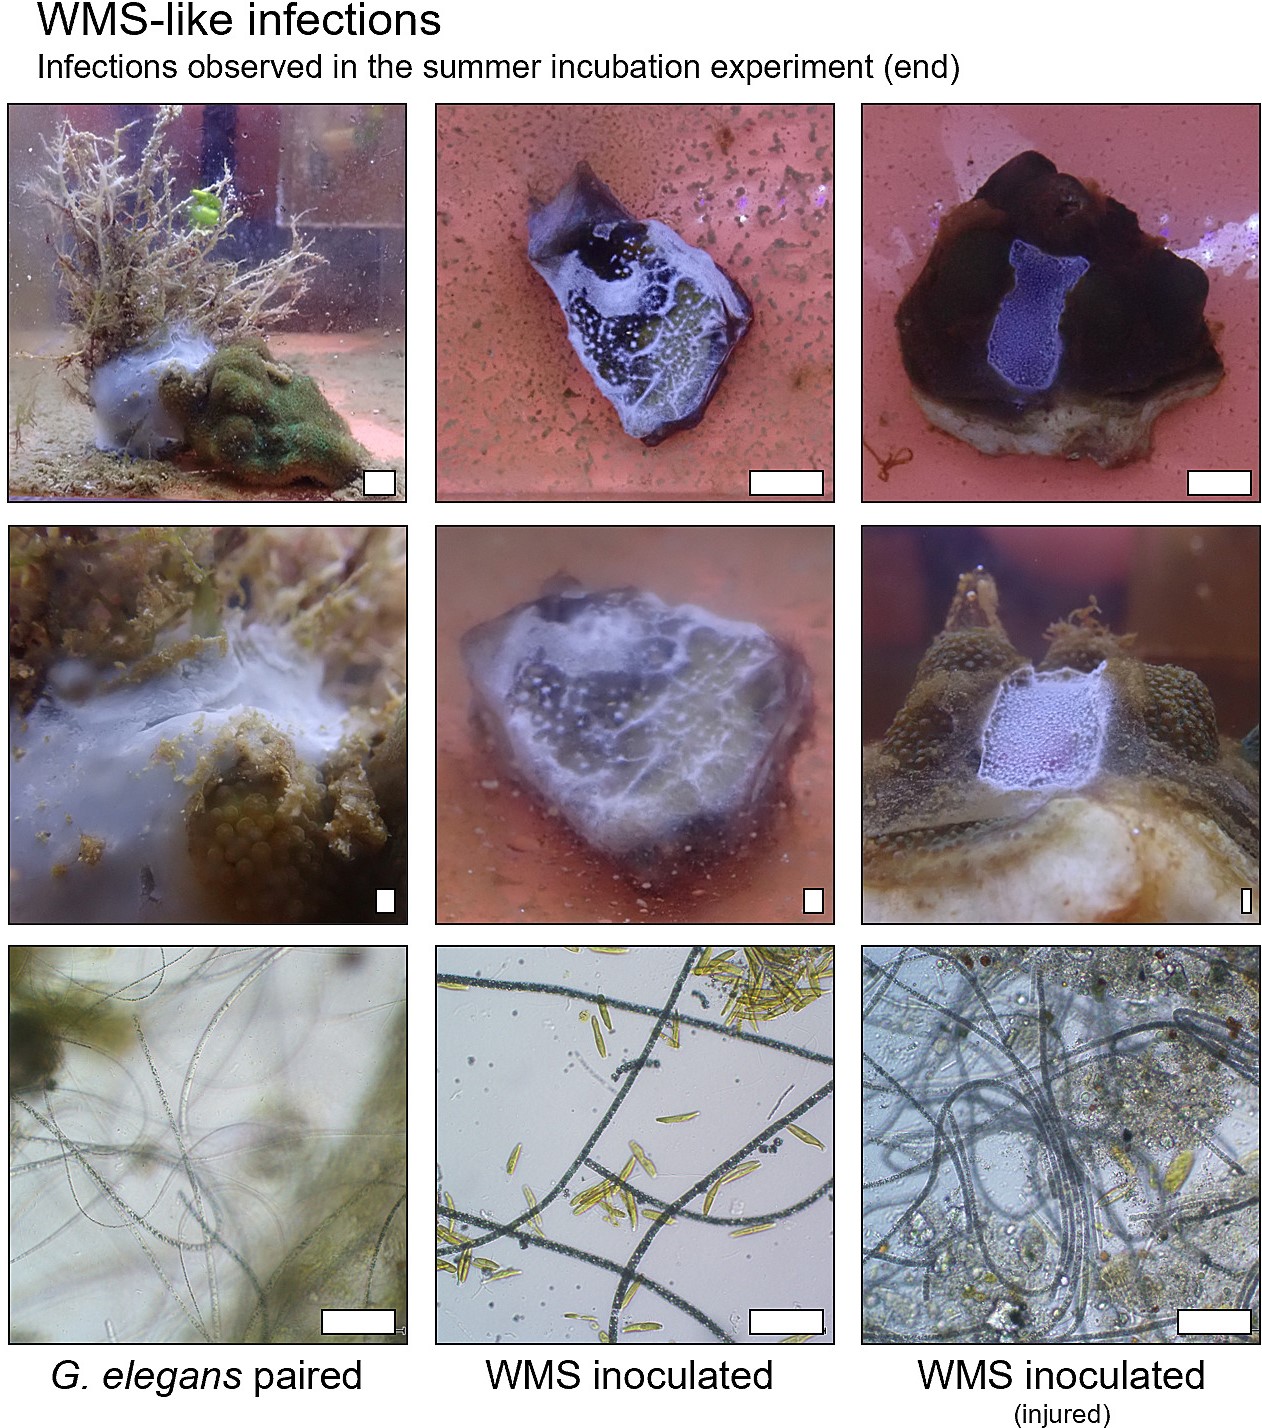 WMS-like infections
Infections observed in the summer incubation experiment (end)
G. elegans paired
WMS inoculated
WMS inoculated
(injured)